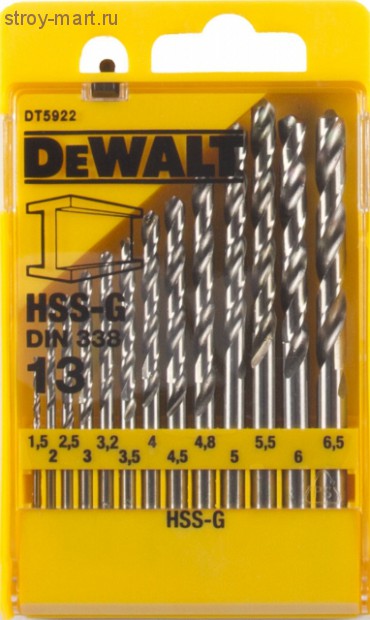 www.stroy-mart.ru
DT5922
DEWALT
HSS-G
DIN 338
13
1,5 2,5 3,2 4 4,8 5,5 6,5
2 3 3,5 4,5 5 6
HSS-G